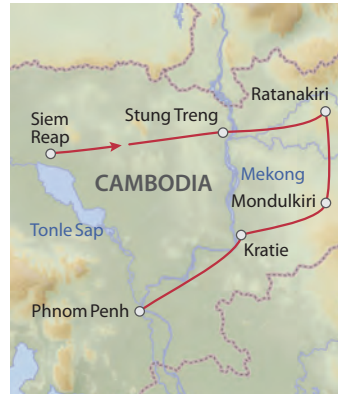 Ratanakiri
Stung Treng
Siem
Reap
Mekong
CAMBODIA
Mondulkiri
Tonle Sap
Kratie
Phnom Penh